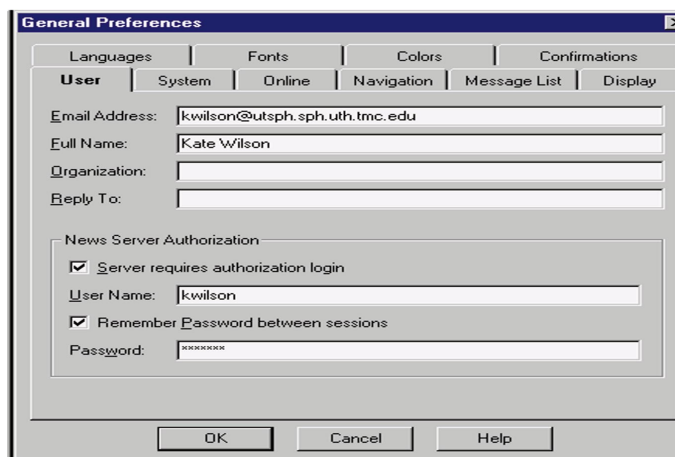 General Preferences
Languages Fonts Colors Confirmations
User System Online Navigation Message List Display
Email Address: kwilson@utsph.sph.uth.tmc.edu
Full Name: Kate Wilson
Organization:
Reply To:
News Server Authorization
Server requires authorization login
User Name: kwilson
Remember Password between sessions
Password: *******
OK Cancel Help